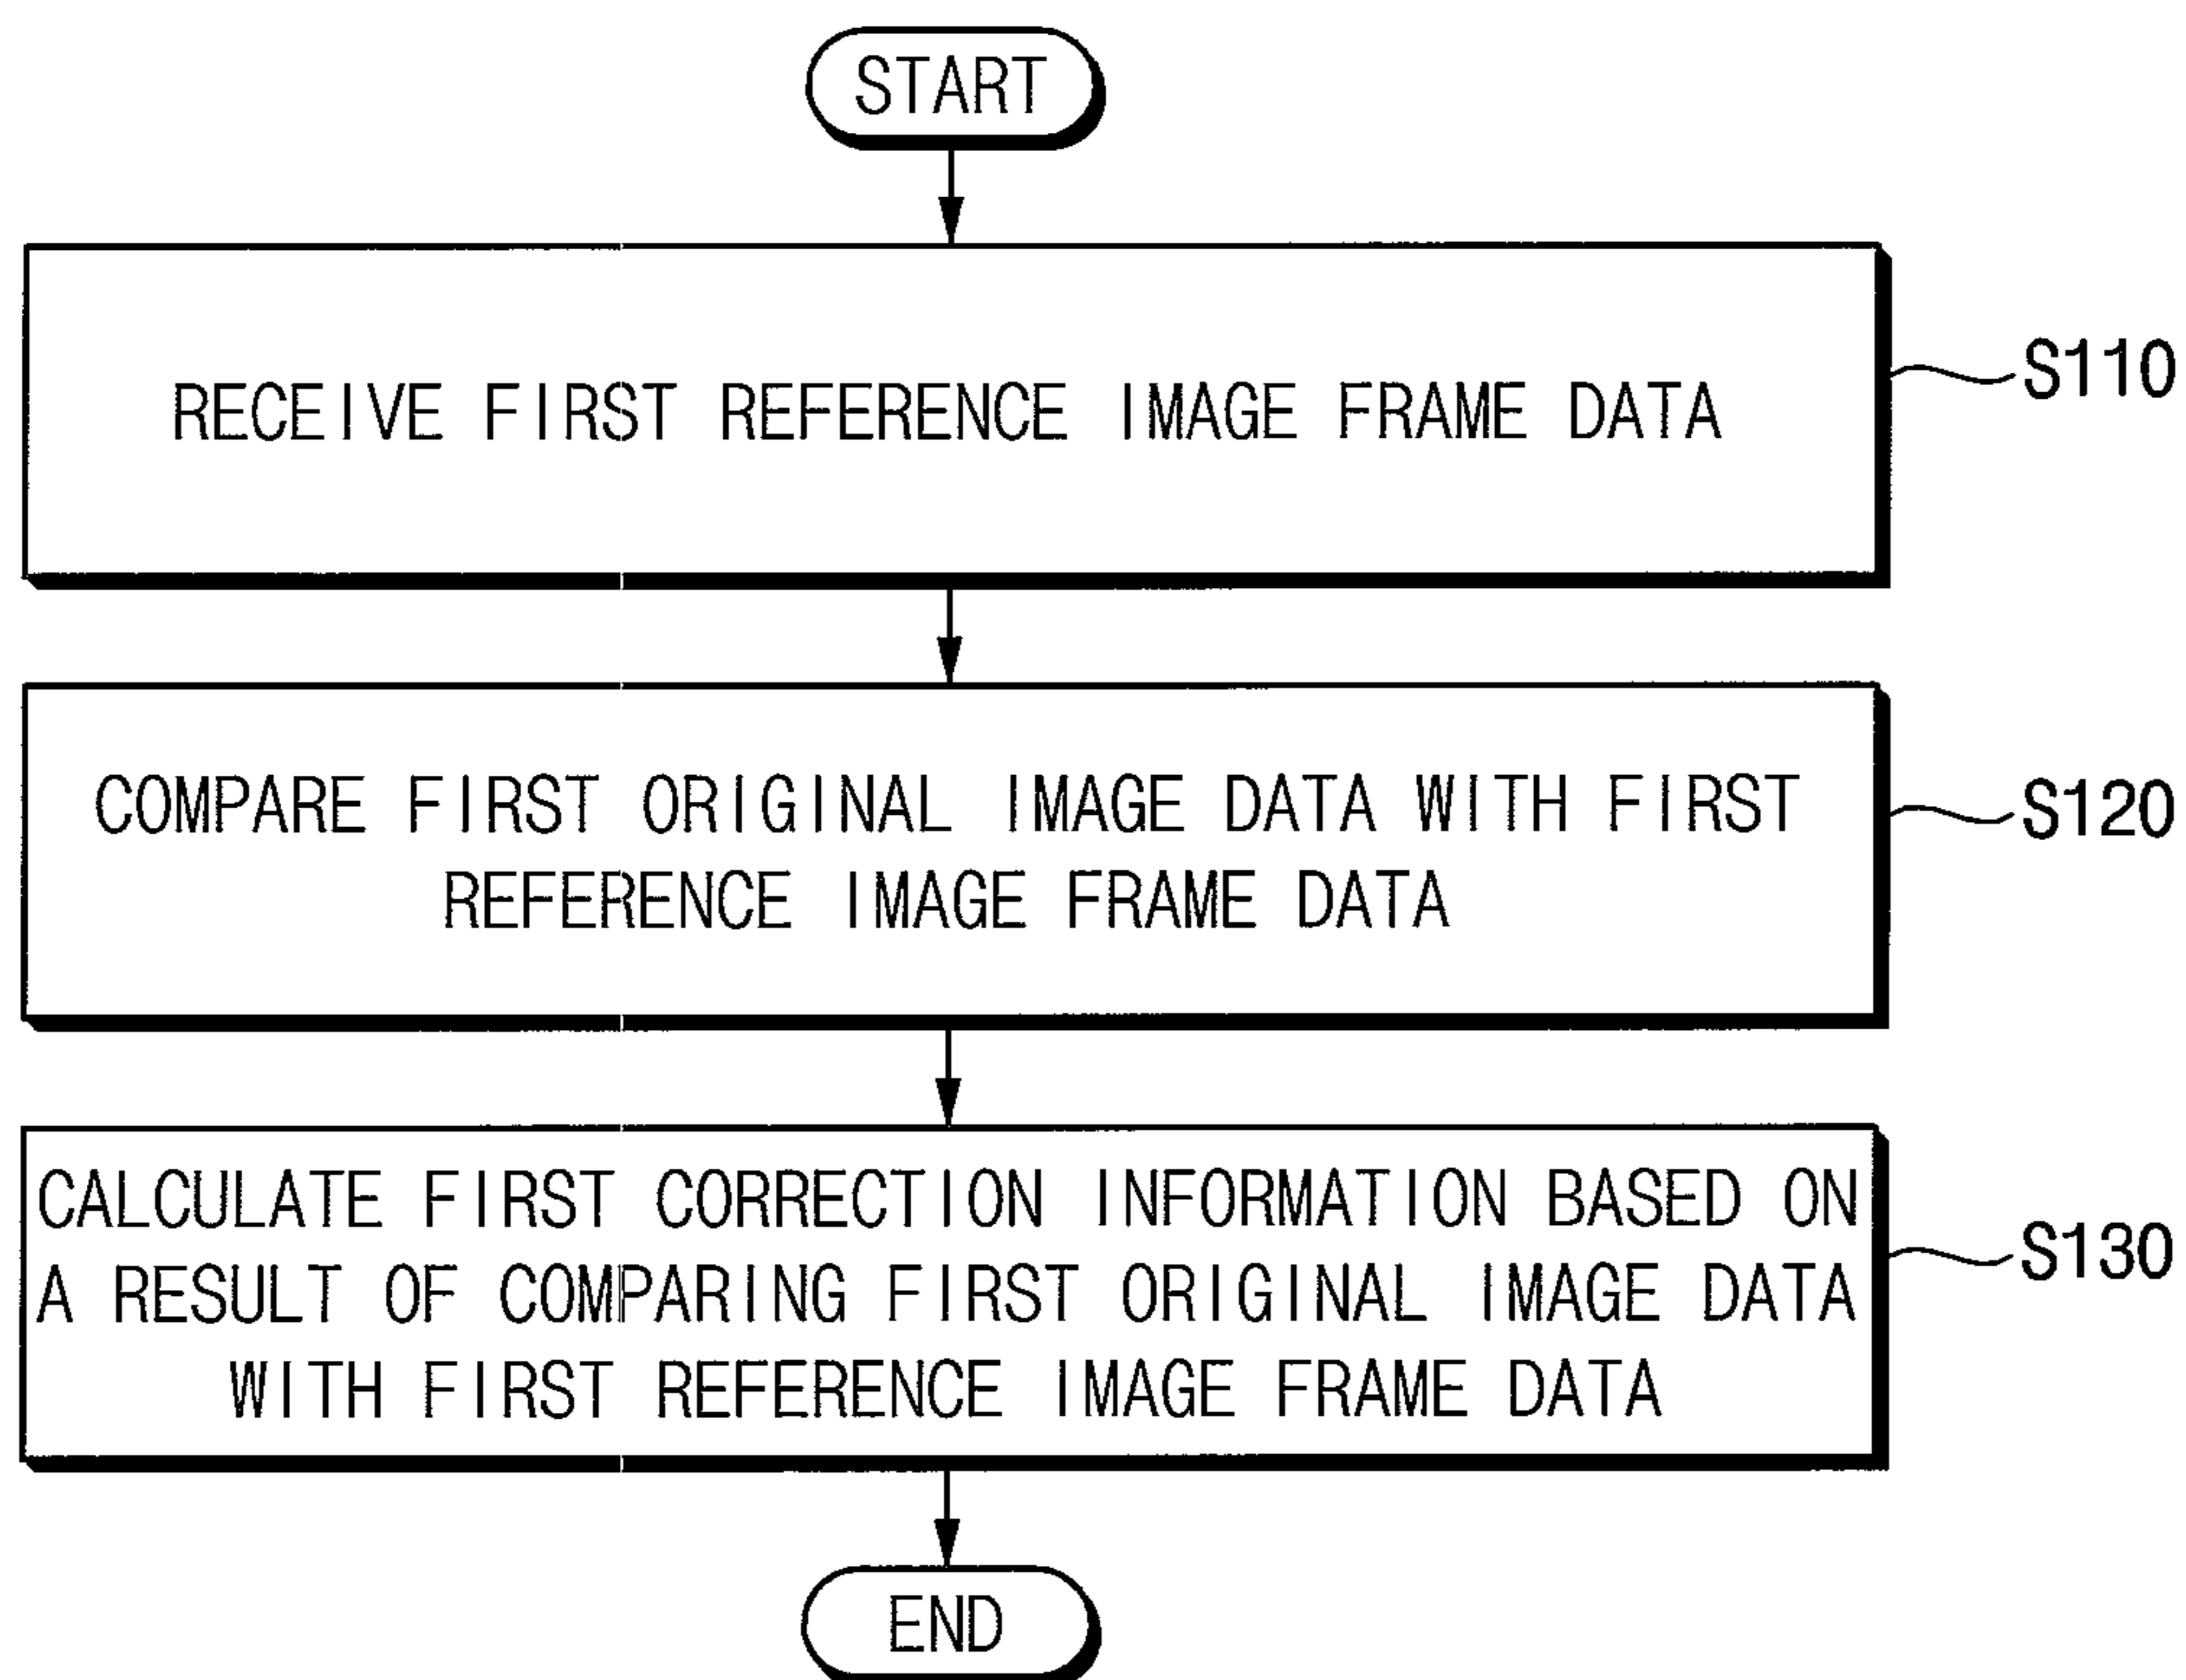 START
RECEIVE FIRST REFERENCE IMAGE FRAME DATA
S110
COMPARE FIRST ORIGINAL IMAGE DATA WITH FIRST
REFERENCE IMAGE FRAME DATA
S120
CALCULATE FIRST CORRECTION INFORMATION BASED ON
A RESULT OF COMPARING FIRST ORIGINAL IMAGE DATA
WITH FIRST REFERENCE IMAGE FRAME DATA
S130
END